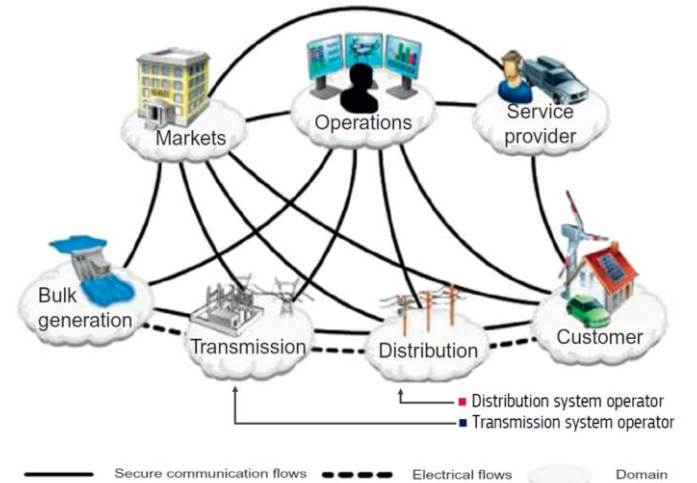 Markets
Operations
Service
provider
Bulk
generation
Transmission
Distribution
Customer
Distribution system operator
Transmission system operator
Secure communication flows
Electrical flows
Domain